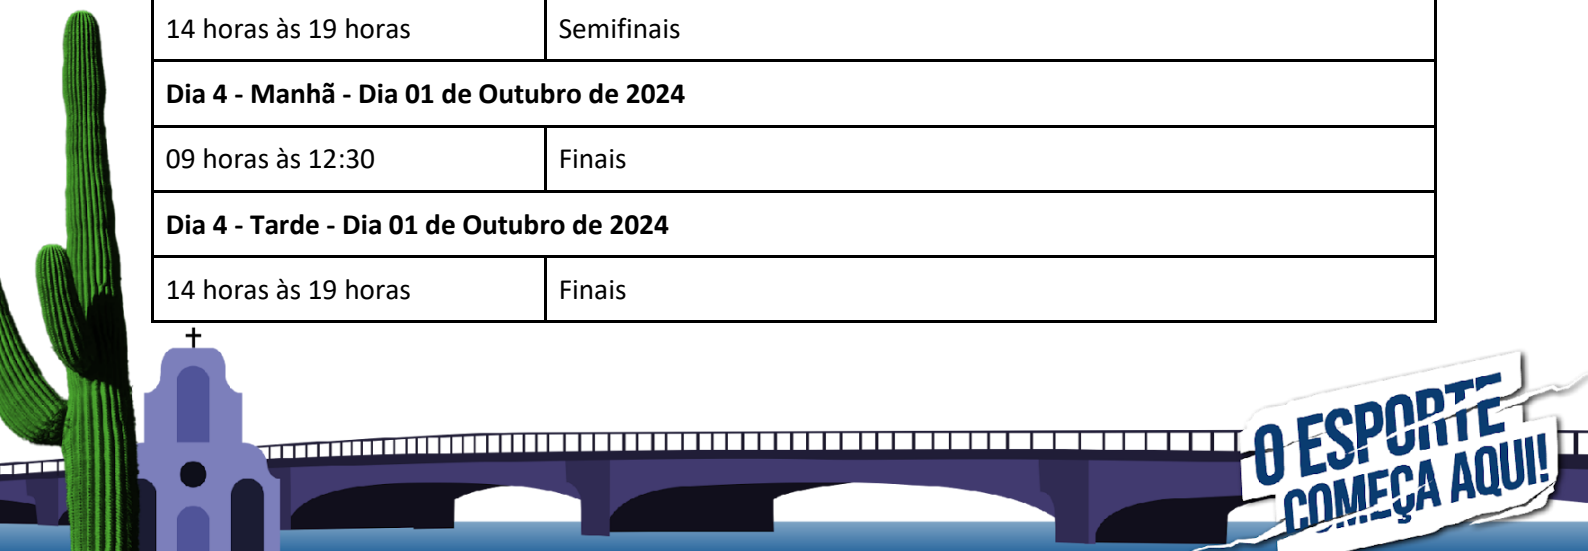 14 horas às 19 horas Semifinais
Dia 4 - Manhã - Dia 01 de Outubro de 2024
09 horas às 12:30 Finais
Dia 4 - Tarde - Dia 01 de Outubro de 2024
14 horas às 19 horas Finais
O ESPORTE
COMEÇA AQUI!